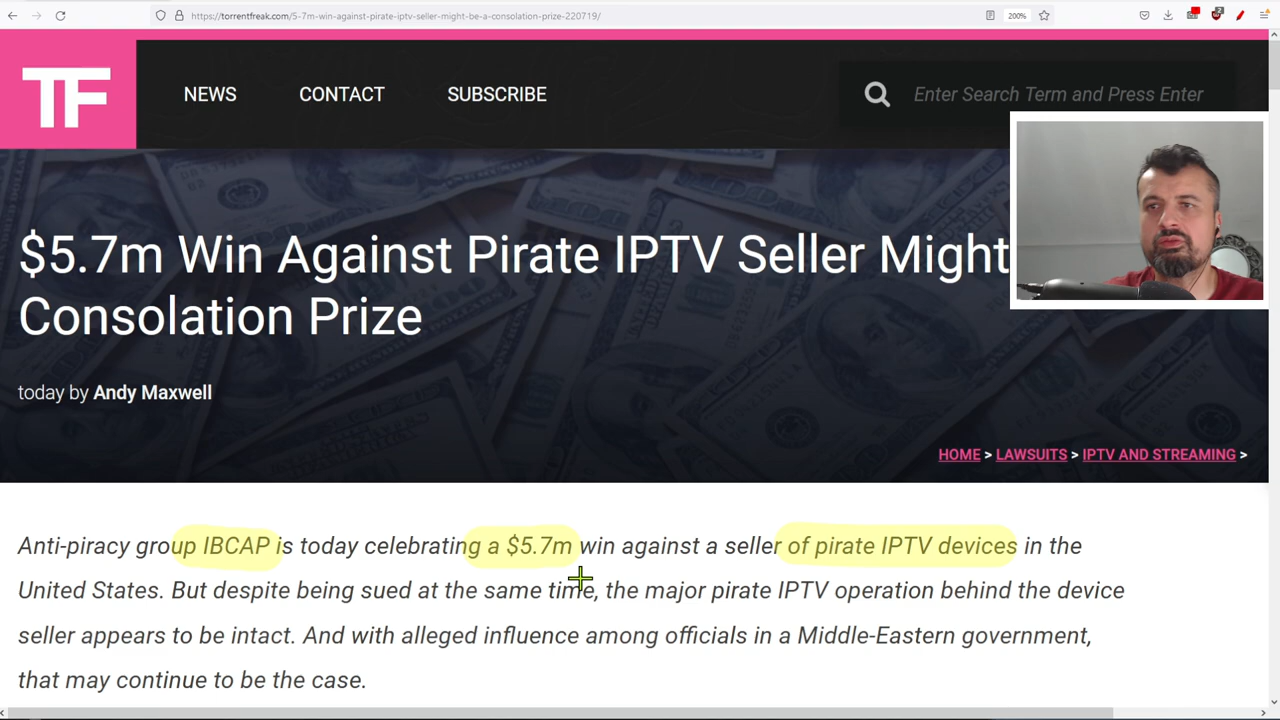 https://torrentfreak.com/5-7m-win-against-pirate-iptv-seller-might-be-a-consolation-prize-220719/
200%
2
TF
NEWS
CONTACT
SUBSCRIBE
Enter Search Term and Press Enter
$5.7m Win Against Pirate IPTV Seller Might
Consolation Prize
today by Andy Maxwell
HOME > LAWSUITS > IPTV AND STREAMING >
Anti-piracy group IBCAP is today celebrating a $5.7m win against a seller of pirate IPTV devices in the
United States. But despite being sued at the same time, the major pirate IPTV operation behind the device
seller appears to be intact. And with alleged influence among officials in a Middle-Eastern government,
that may continue to be the case.